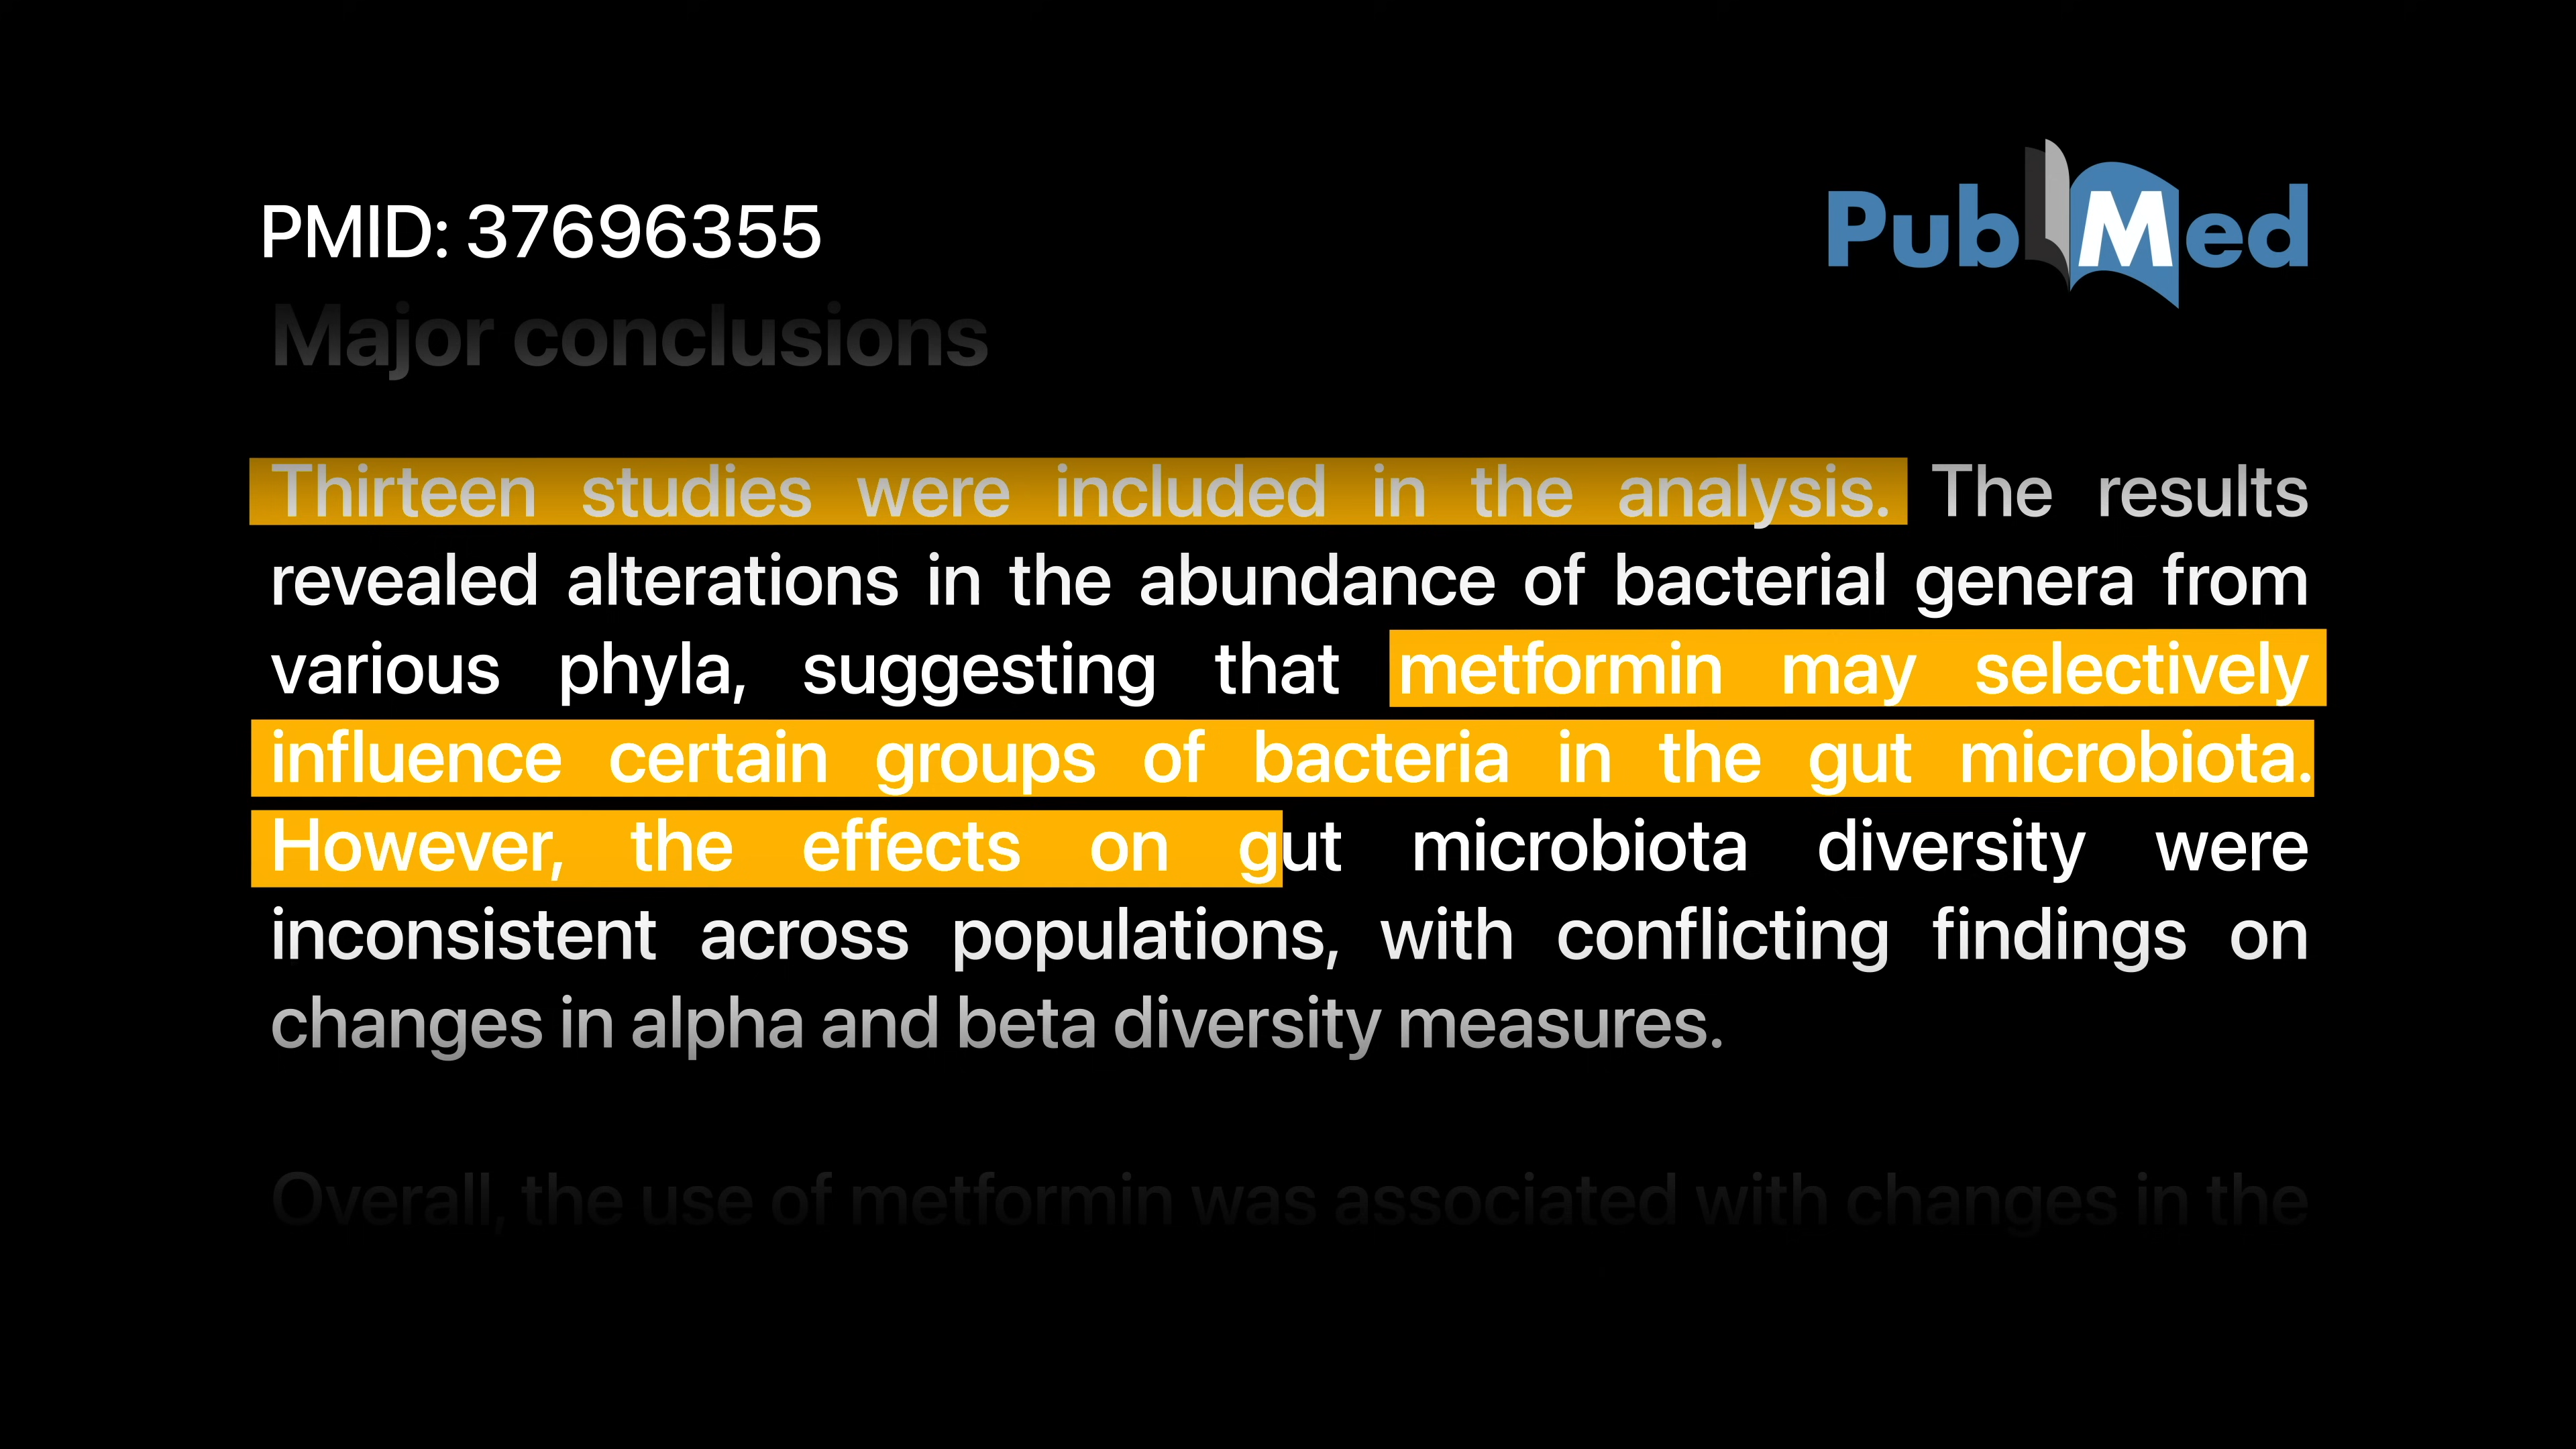 PMID: 37696355
PubMed
Major conclusions
Thirteen studies were included in the analysis. The results
revealed alterations in the abundance of bacterial genera from
various phyla, suggesting that metformin may selectively
influence certain groups of bacteria in the gut microbiota.
However, the effects on gut microbiota diversity were
inconsistent across populations, with conflicting findings on
changes in alpha and beta diversity measures.
Overall, the use of metformin was associated with changes in the